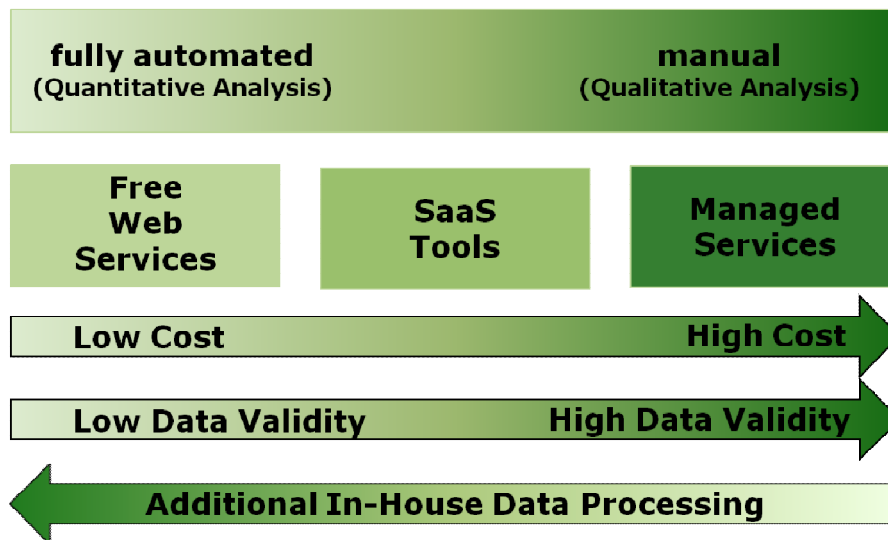 fully automated
(Quantitative Analysis)
manual
(Qualitative Analysis)
Free
Web
Services
SaaS
Tools
Managed
Services
Low Cost
High Cost
Low Data Validity
High Data Validity
Additional In-House Data Processing